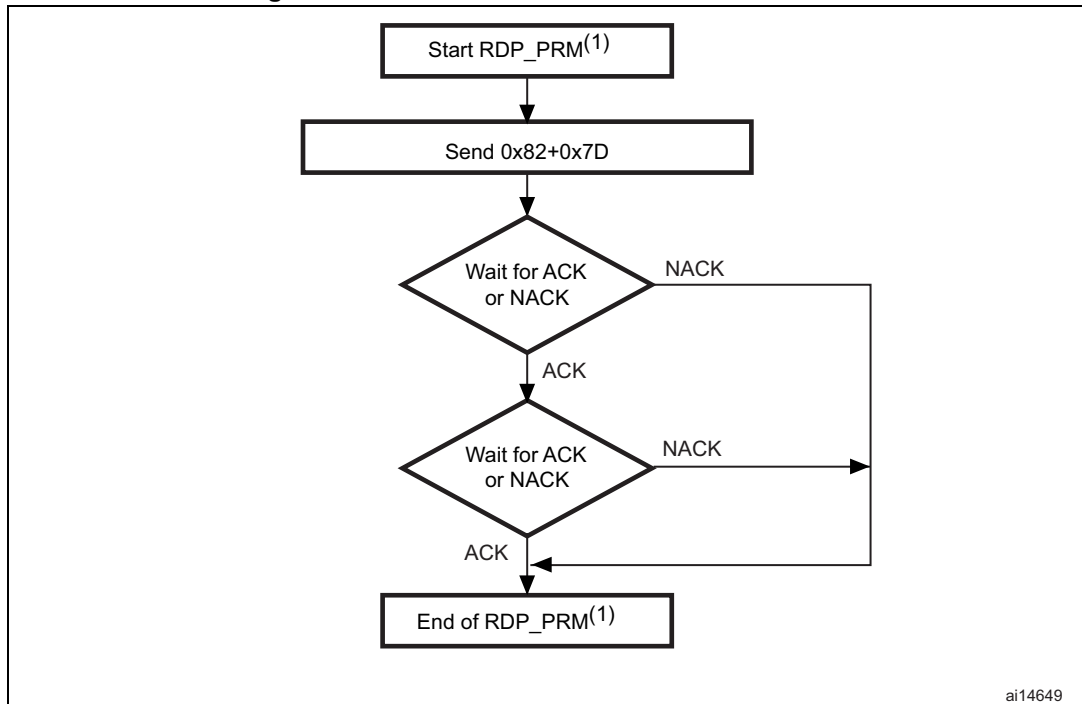 Start RDP_PRM(1)
Send 0x82+0x7D
Wait for ACK
or NACK
NACK
ACK
Wait for ACK
or NACK
NACK
ACK
End of RDP_PRM(1)
ai14649